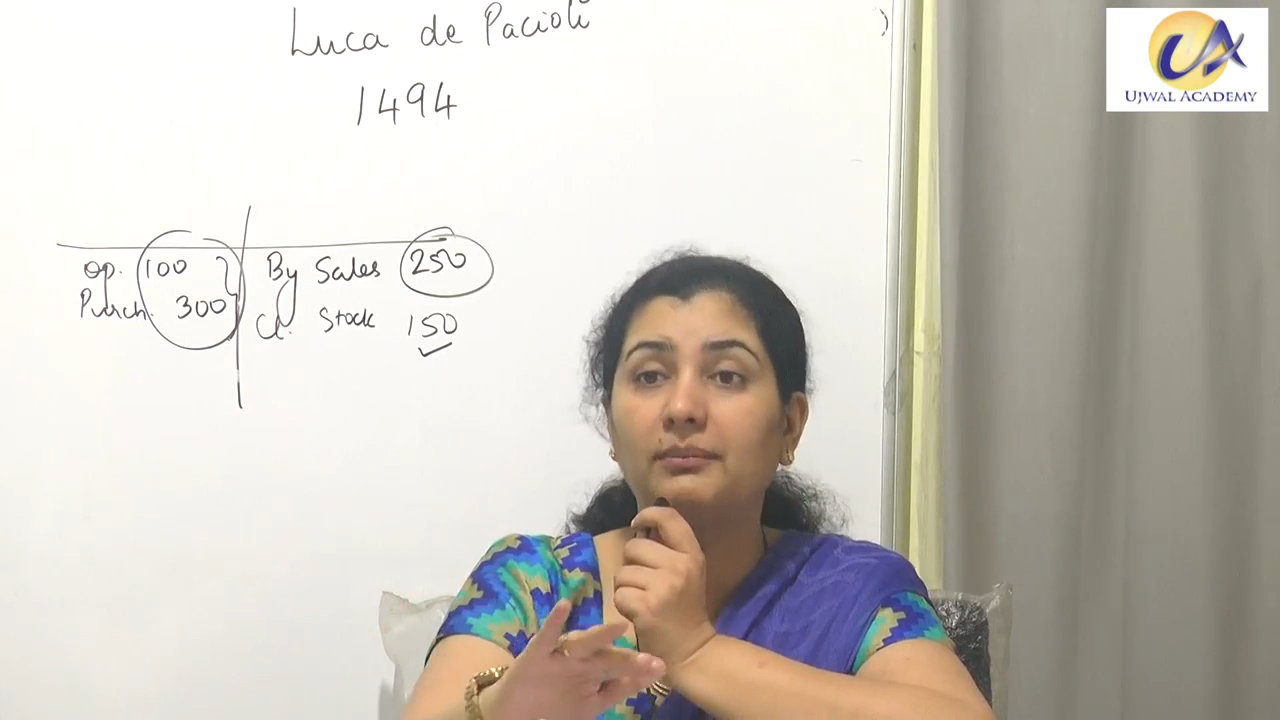 Luca de Pacioli
1494
Op. 100 By Sales 250
Purch. 300 Cl. Stock 150
UJWAL ACADEMY